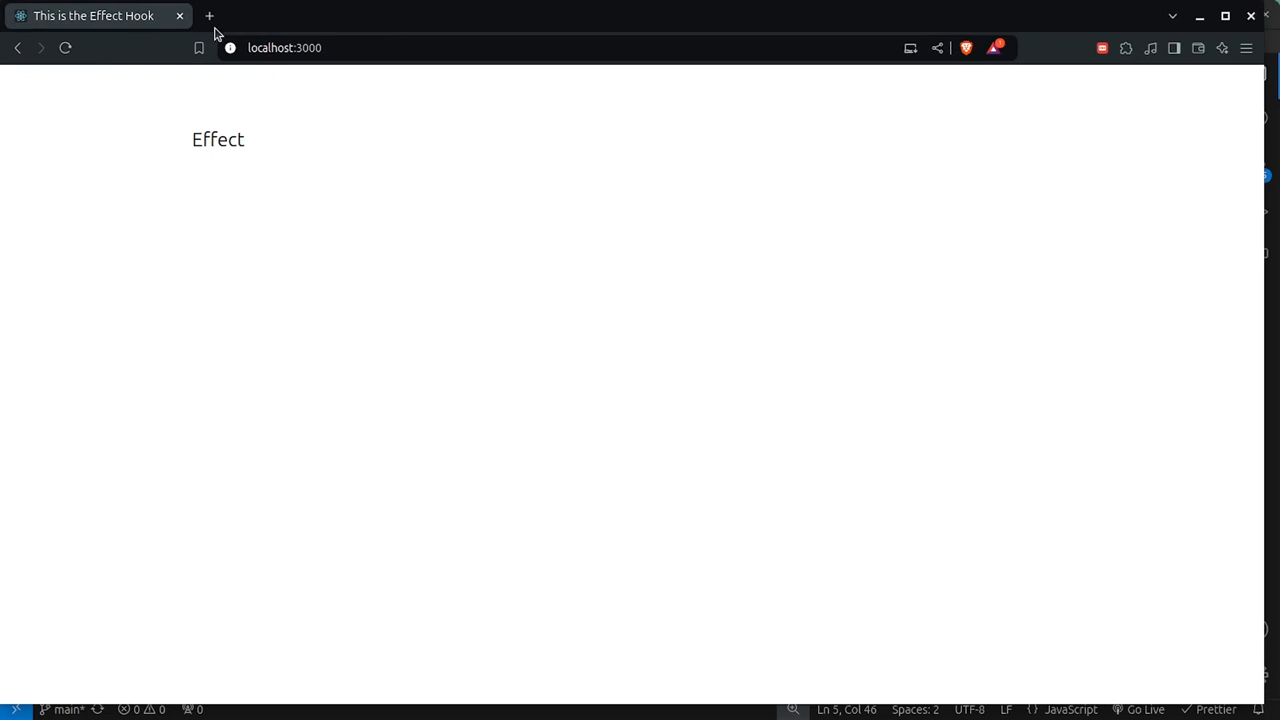 This is the Effect Hook
localhost:3000
1
Effect
main* 0 0 0 Ln 5, Col 46 Spaces: 2 UTF-8 LF {} JavaScript Go Live Prettier